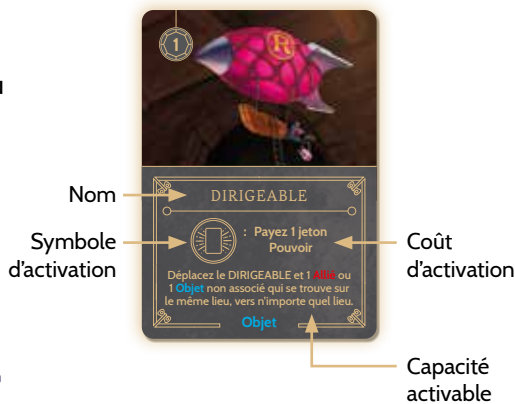 1
R
DIRIGEABLE
: Payez 1 jeton
Pouvoir
Déplacez le DIRIGEABLE et 1 Allié ou
1 Objet non associé qui se trouve sur
le même lieu, vers n'importe quel lieu.
Objet
Nom
Symbole
d'activation
Coût
d'activation
Capacité
activable